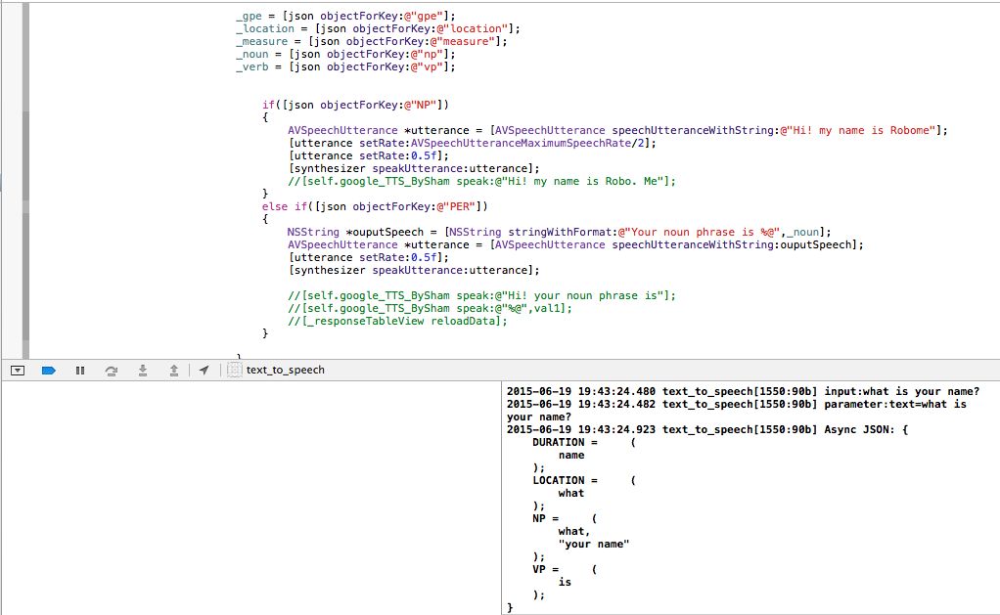 _gpe = [json objectForKey:@"gpe"];
_location = [json objectForKey:@"location"];
_measure = [json objectForKey:@"measure"];
_noun = [json objectForKey:@"np"];
_verb = [json objectForKey:@"vp"];
if([json objectForKey:@"NP"])
{
AVSpeechUtterance *utterance = [AVSpeechUtterance speechUtteranceWithString:@"Hi! my name is Robome"];
[utterance setRate:AVSpeechUtteranceMaximumSpeechRate/2];
[utterance setRate:0.5f];
[synthesizer speakUtterance:utterance];
//[self.google_TTS_BySham speak:@"Hi! my name is Robo. Me"];
}
else if([json objectForKey:@"PER"])
{
NSString *ouputSpeech = [NSString stringWithFormat:@"Your noun phrase is %@",_noun];
AVSpeechUtterance *utterance = [AVSpeechUtterance speechUtteranceWithString:ouputSpeech];
[utterance setRate:0.5f];
[synthesizer speakUtterance:utterance];
//[self.google_TTS_BySham speak:@"Hi! your noun phrase is"];
//[self.google_TTS_BySham speak:@"%@",val1];
//[_responseTableView reloadData];
}
}
text_to_speech
2015-06-19 19:43:24.480 text_to_speech[1550:90b] input:what is your name?
2015-06-19 19:43:24.482 text_to_speech[1550:90b] parameter:text=what is
your name?
2015-06-19 19:43:24.923 text_to_speech[1550:90b] Async JSON: {
DURATION =     (
name
);
LOCATION =     (
what
);
NP =     (
what,
"your name"
);
VP =     (
is
);
}